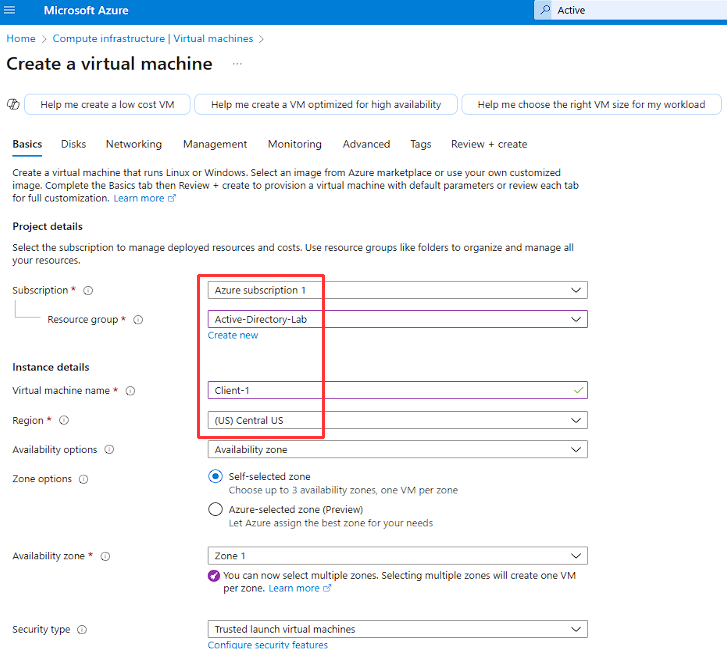 Microsoft Azure
Active
Home > Compute infrastructure | Virtual machines >
Create a virtual machine ...
Help me create a low cost VM
Help me create a VM optimized for high availability
Help me choose the right VM size for my workload
Basics Disks Networking Management Monitoring Advanced Tags Review + create
Create a virtual machine that runs Linux or Windows. Select an image from Azure marketplace or use your own customized
image. Complete the Basics tab then Review + create to provision a virtual machine with default parameters or review each tab
for full customization. Learn more
Project details
Select the subscription to manage deployed resources and costs. Use resource groups like folders to organize and manage all
your resources.
Subscription * Azure subscription 1
Resource group * Active-Directory-Lab
Create new
Instance details
Virtual machine name * Client-1
Region * (US) Central US
Availability options Availability zone
Zone options Self-selected zone
Choose up to 3 availability zones, one VM per zone
Azure-selected zone (Preview)
Let Azure assign the best zone for your needs
Availability zone * Zone 1
You can now select multiple zones. Selecting multiple zones will create one VM
per zone. Learn more
Security type Trusted launch virtual machines
Configure security features